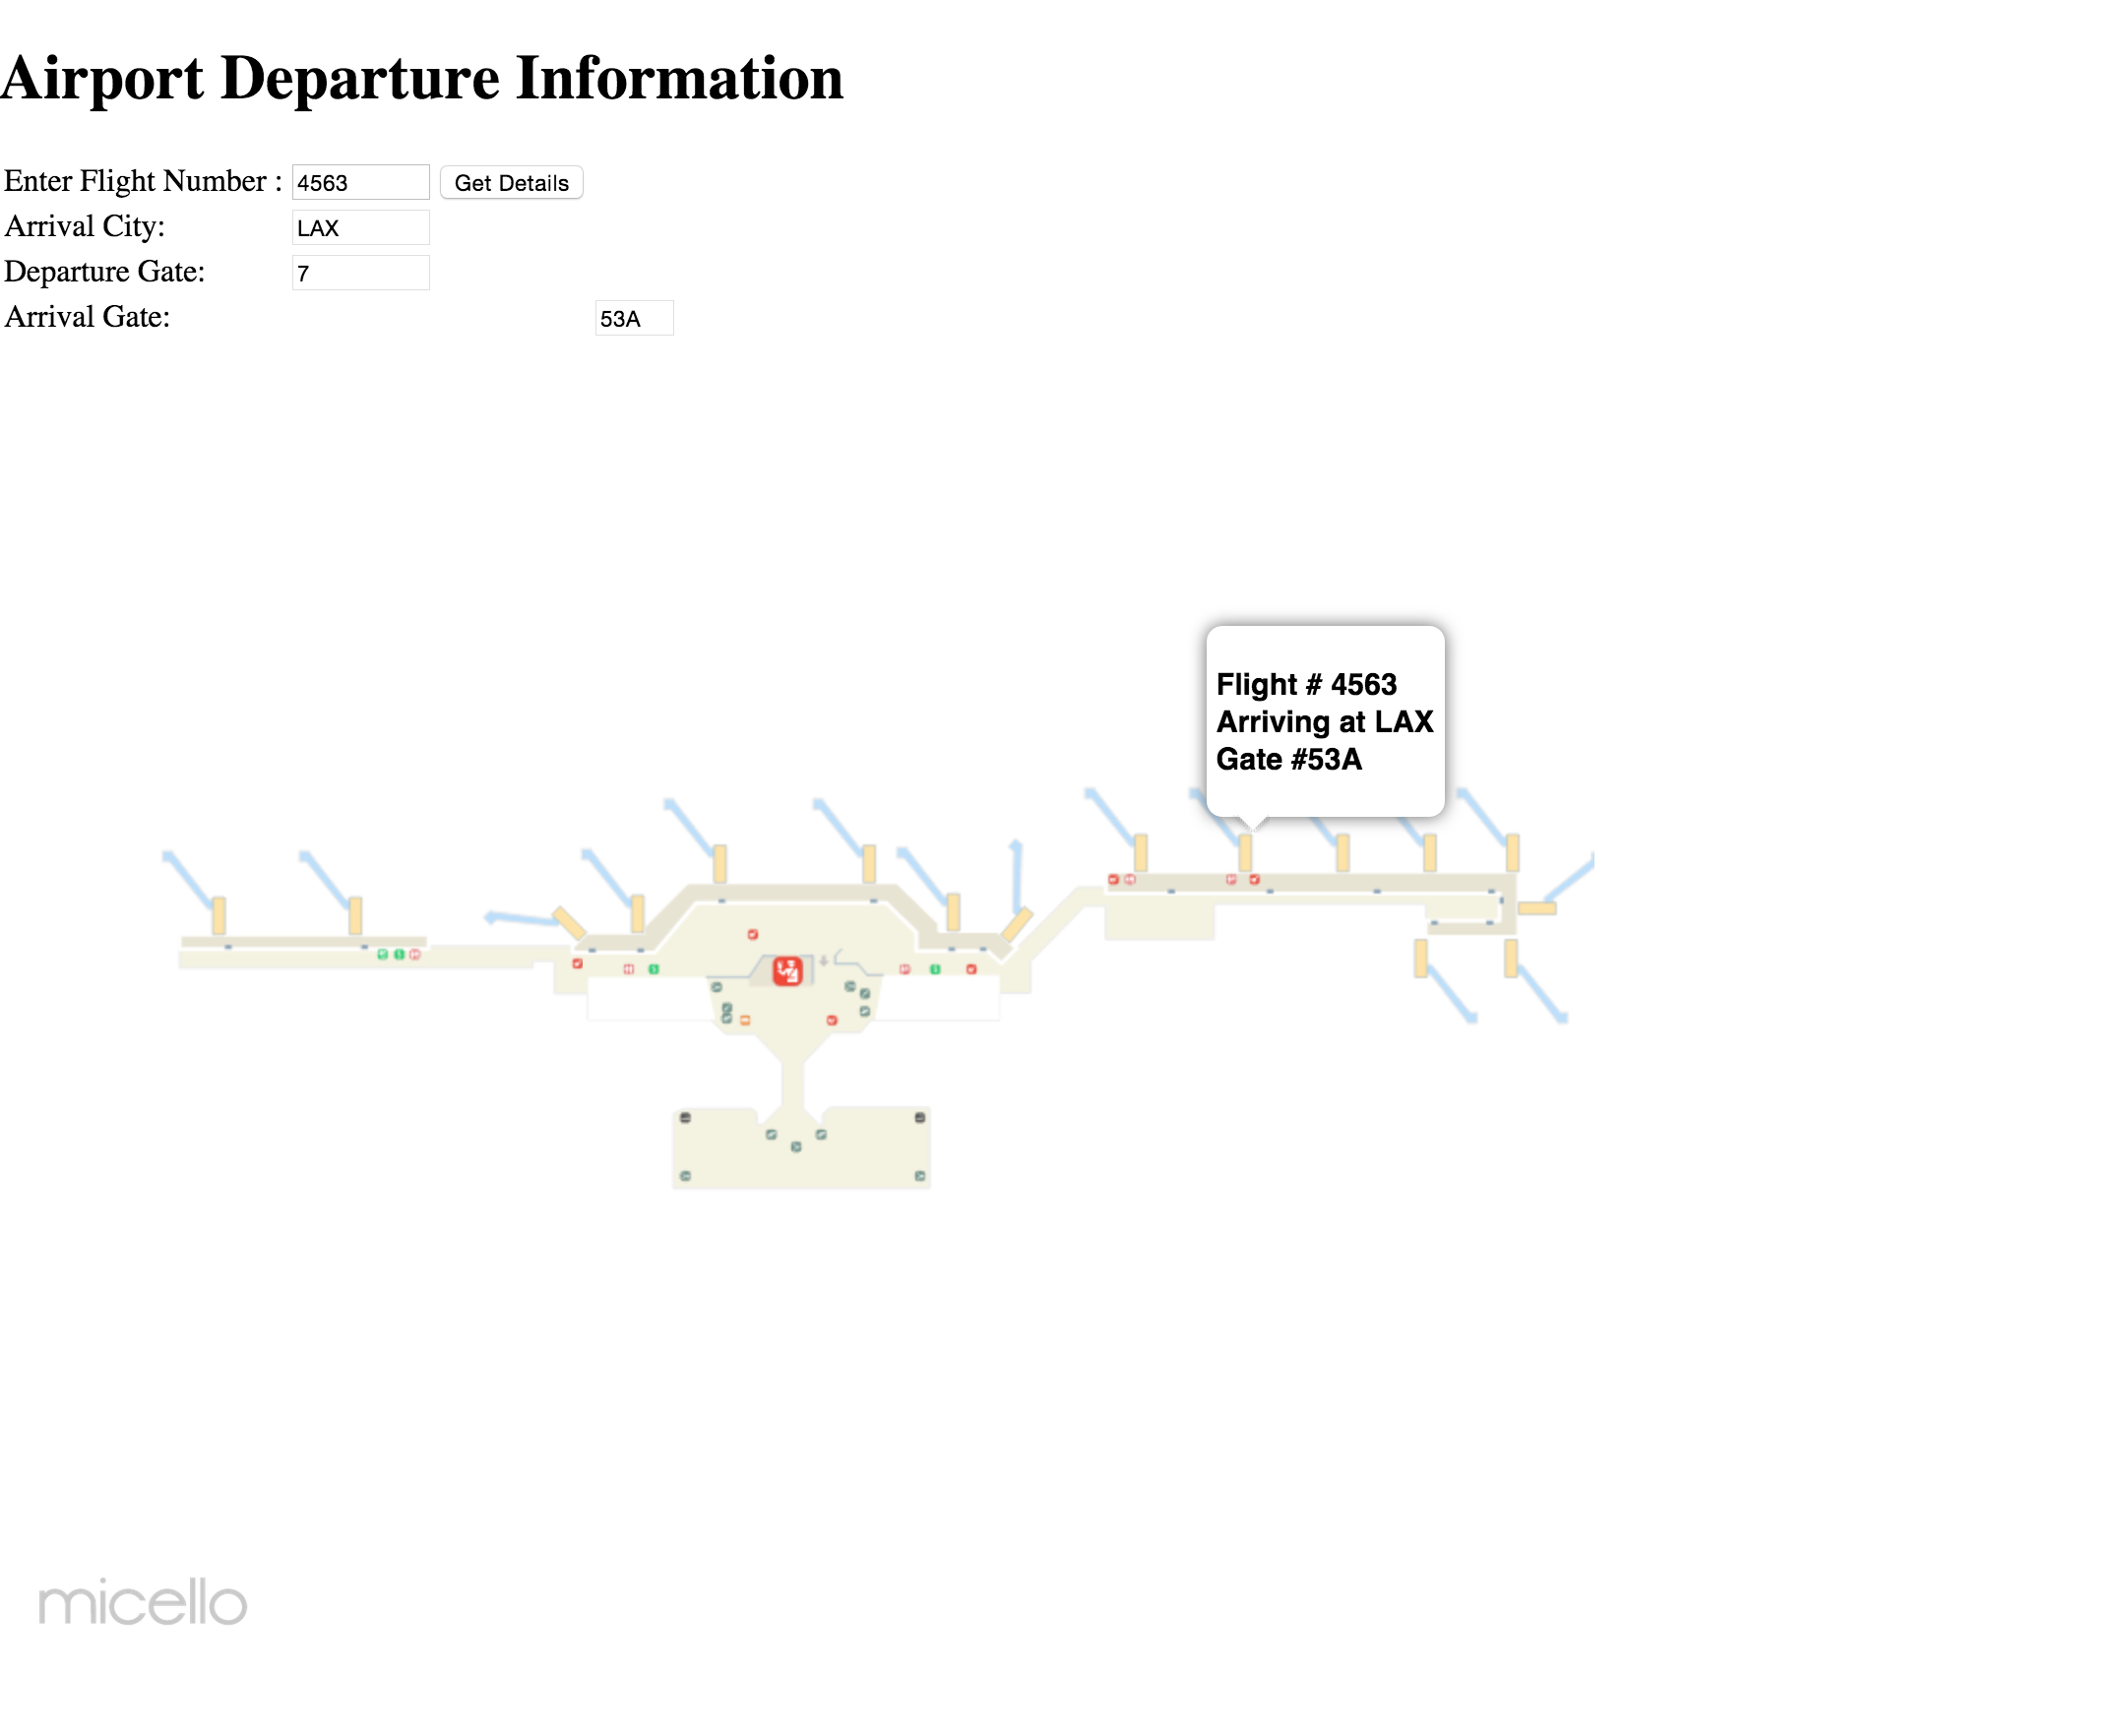 Airport Departure Information
Enter Flight Number : 4563 Get Details
Arrival City: LAX
Departure Gate: 7
Arrival Gate: 53A
Flight # 4563
Arriving at LAX
Gate #53A
micello